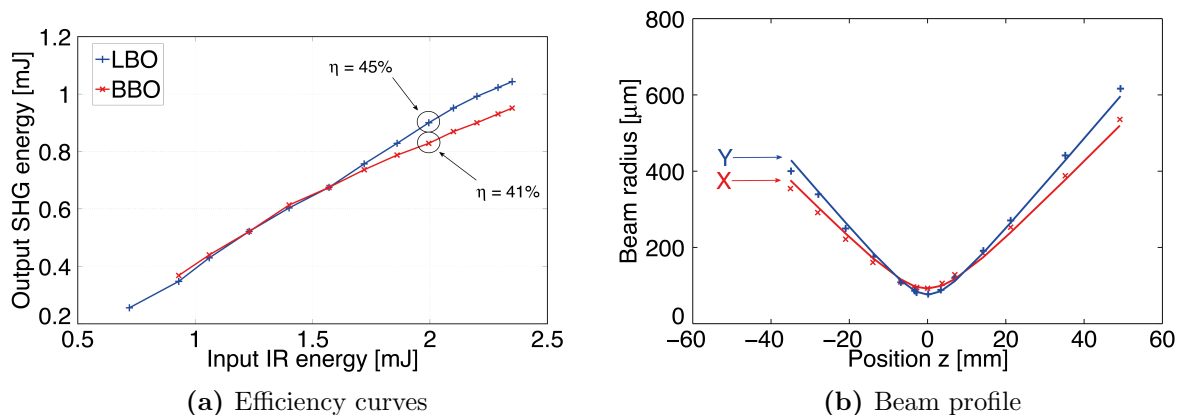 1.2
1
0.8
0.6
0.4
0.2
0.5
1
1.5
2
2.5
Output SHG energy [mJ]
Input IR energy [mJ]
LBO
BBO
η = 45%
η = 41%
(a) Efficiency curves
800
600
400
200
0
−60
−40
−20
0
20
40
60
Beam radius [μm]
Position z [mm]
Y
X
(b) Beam profile